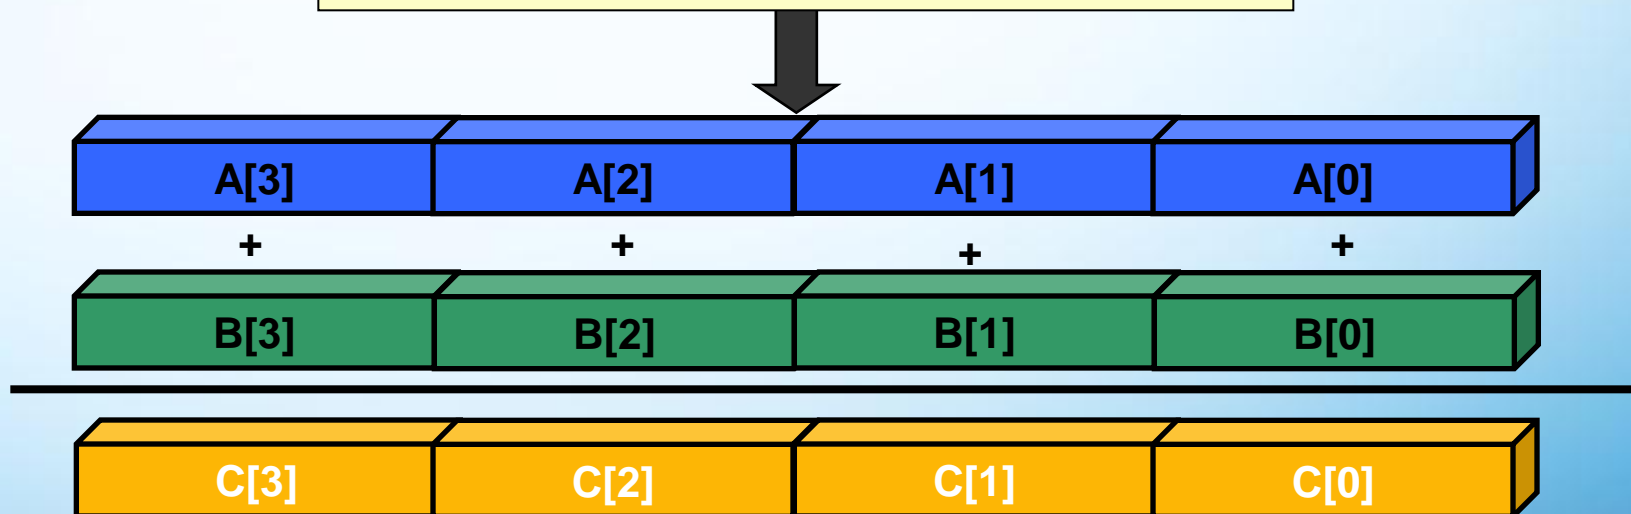 A[3] A[2] A[1] A[0]
+ + + +
B[3] B[2] B[1] B[0]
C[3] C[2] C[1] C[0]